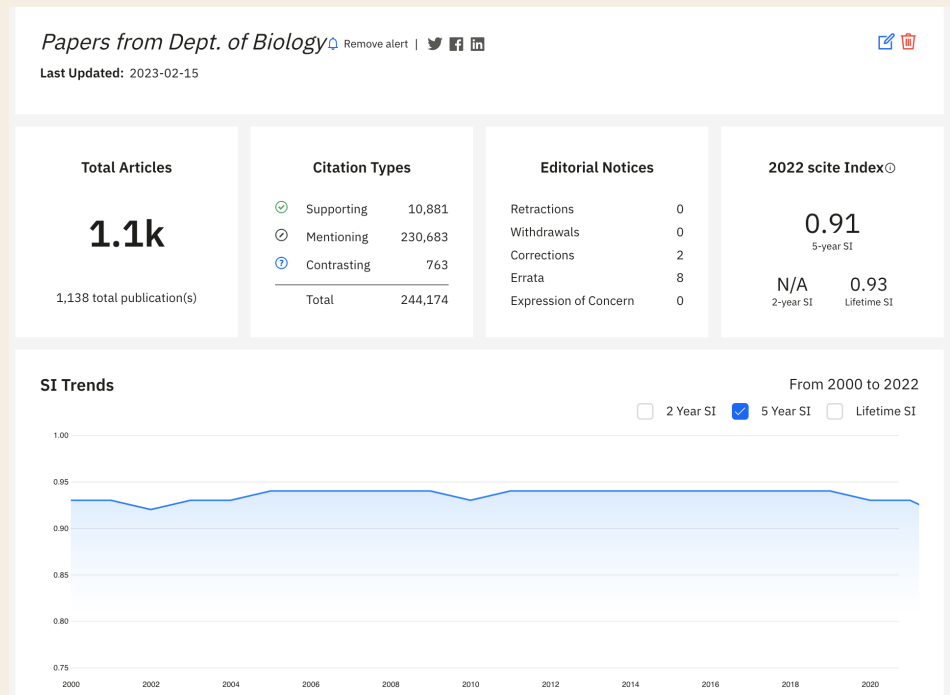 Papers from Dept. of Biology Remove alert |
Last Updated: 2023-02-15
Total Articles
1.1k
1,138 total publication(s)
Citation Types
Supporting 10,881
Mentioning 230,683
Contrasting 763
Total 244,174
Editorial Notices
Retractions 0
Withdrawals 0
Corrections 2
Errata 8
Expression of Concern 0
2022 scite Index
0.91
5-year SI
N/A 0.93
2-year SI Lifetime SI
SI Trends From 2000 to 2022
2 Year SI 5 Year SI Lifetime SI
1.00
0.95
0.90
0.85
0.80
0.75
2000 2002 2004 2006 2008 2010 2012 2014 2016 2018 2020